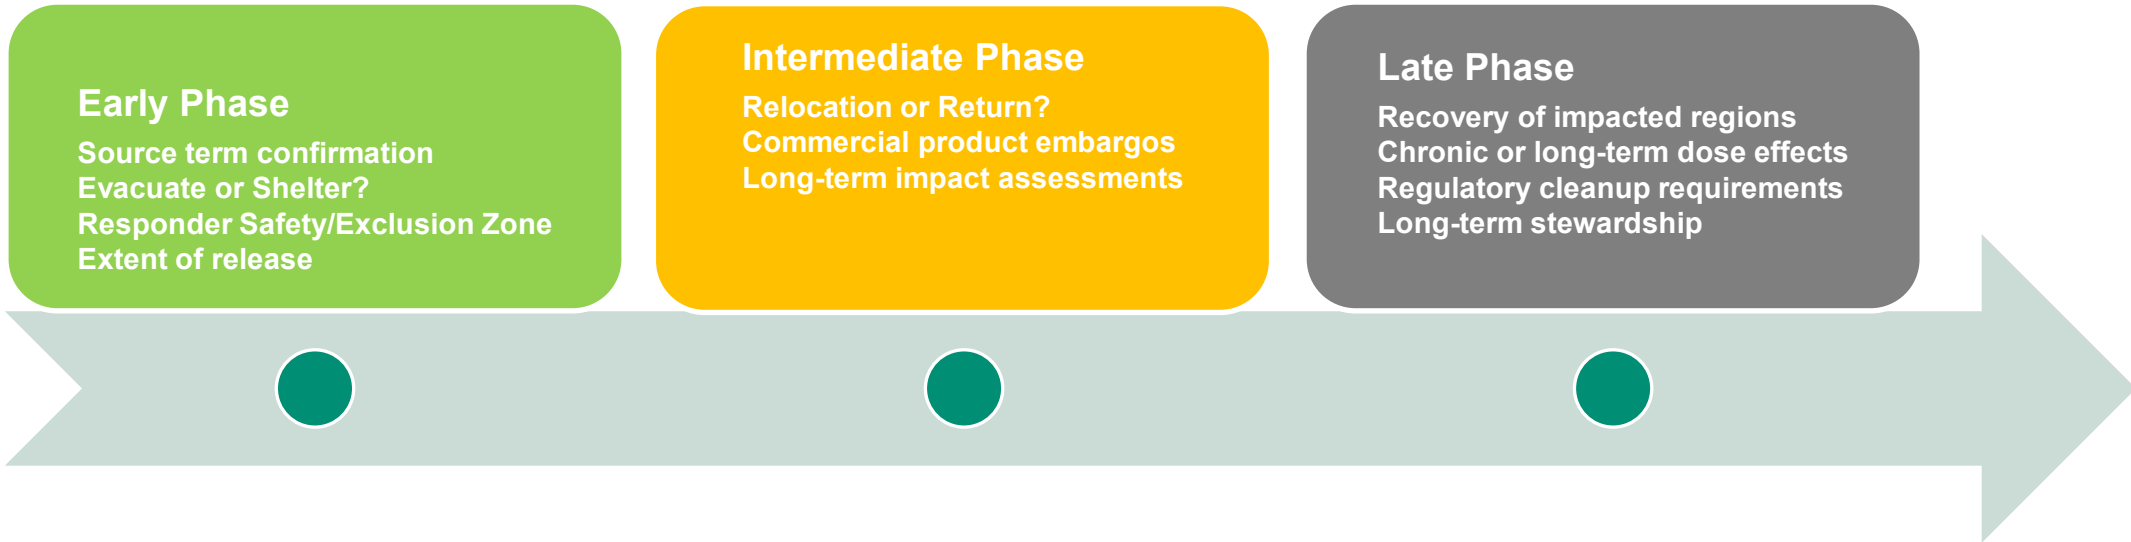 Early Phase
Source term confirmation
Evacuate or Shelter?
Responder Safety/Exclusion Zone
Extent of release
Intermediate Phase
Relocation or Return?
Commercial product embargos
Long-term impact assessments
Late Phase
Recovery of impacted regions
Chronic or long-term dose effects
Regulatory cleanup requirements
Long-term stewardship